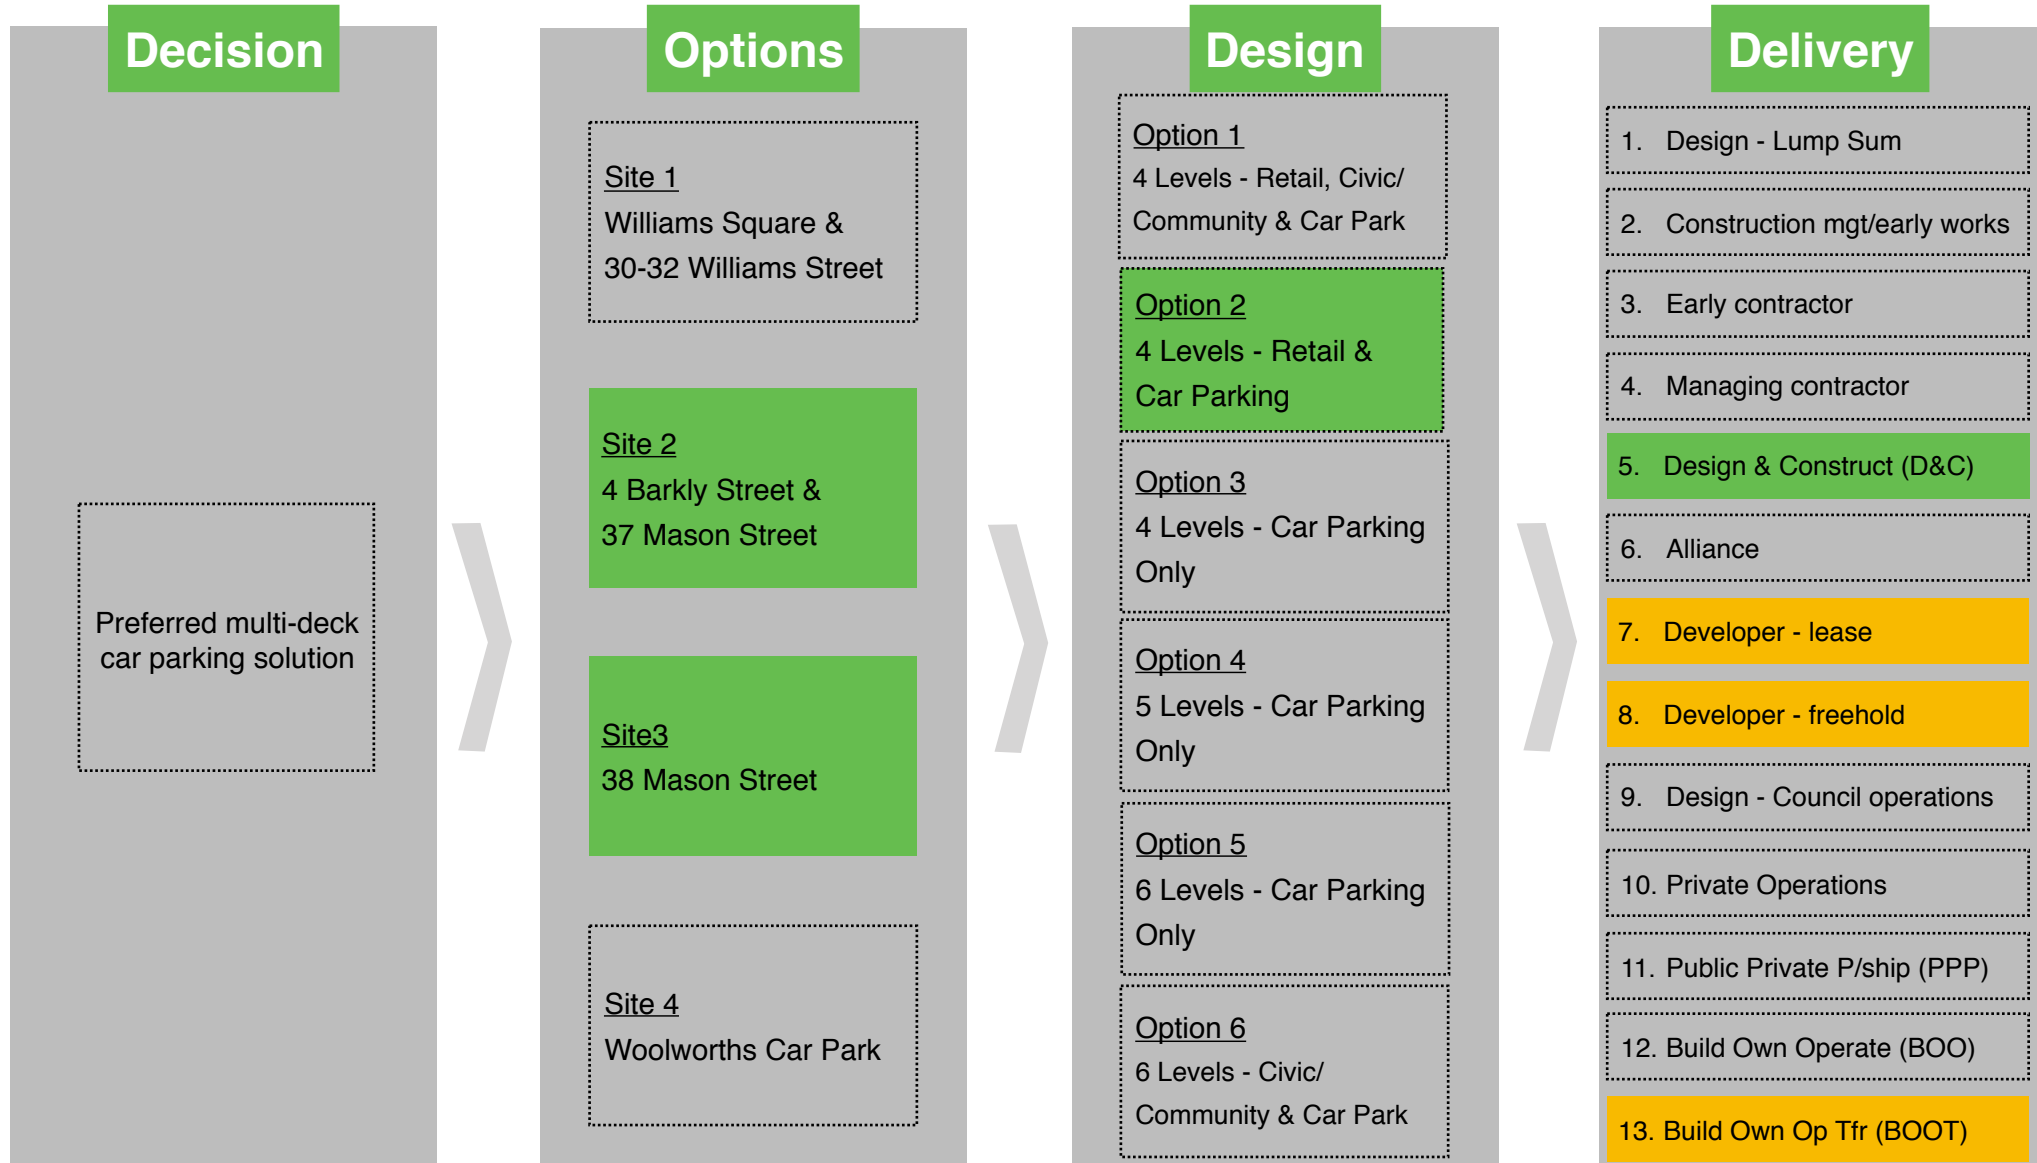 Decision
Preferred multi-deck
car parking solution
Options
Site 1
Williams Square &
30-32 Williams Street
Site 2
4 Barkly Street &
37 Mason Street
Site3
38 Mason Street
Site 4
Woolworths Car Park
Design
Option 1
4 Levels - Retail, Civic/
Community & Car Park
Option 2
4 Levels - Retail &
Car Parking
Option 3
4 Levels - Car Parking
Only
Option 4
5 Levels - Car Parking
Only
Option 5
6 Levels - Car Parking
Only
Option 6
6 Levels - Civic/
Community & Car Park
Delivery
1. Design - Lump Sum
2. Construction mgt/early works
3. Early contractor
4. Managing contractor
5. Design & Construct (D&C)
6. Alliance
7. Developer - lease
8. Developer - freehold
9. Design - Council operations
10. Private Operations
11. Public Private P/ship (PPP)
12. Build Own Operate (BOO)
13. Build Own Op Tfr (BOOT)